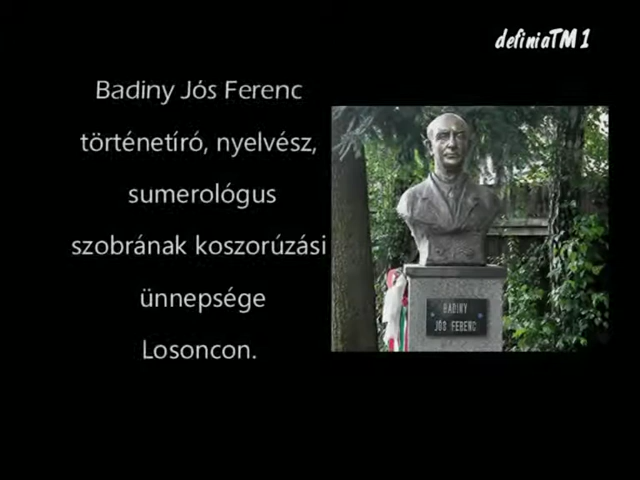 definiaTM1
Badiny Jós Ferenc
történetíró, nyelvész,
sumerológus
szobrának koszorúzási
ünnepsége
Losoncon.
BADINY
JÓS FERENC